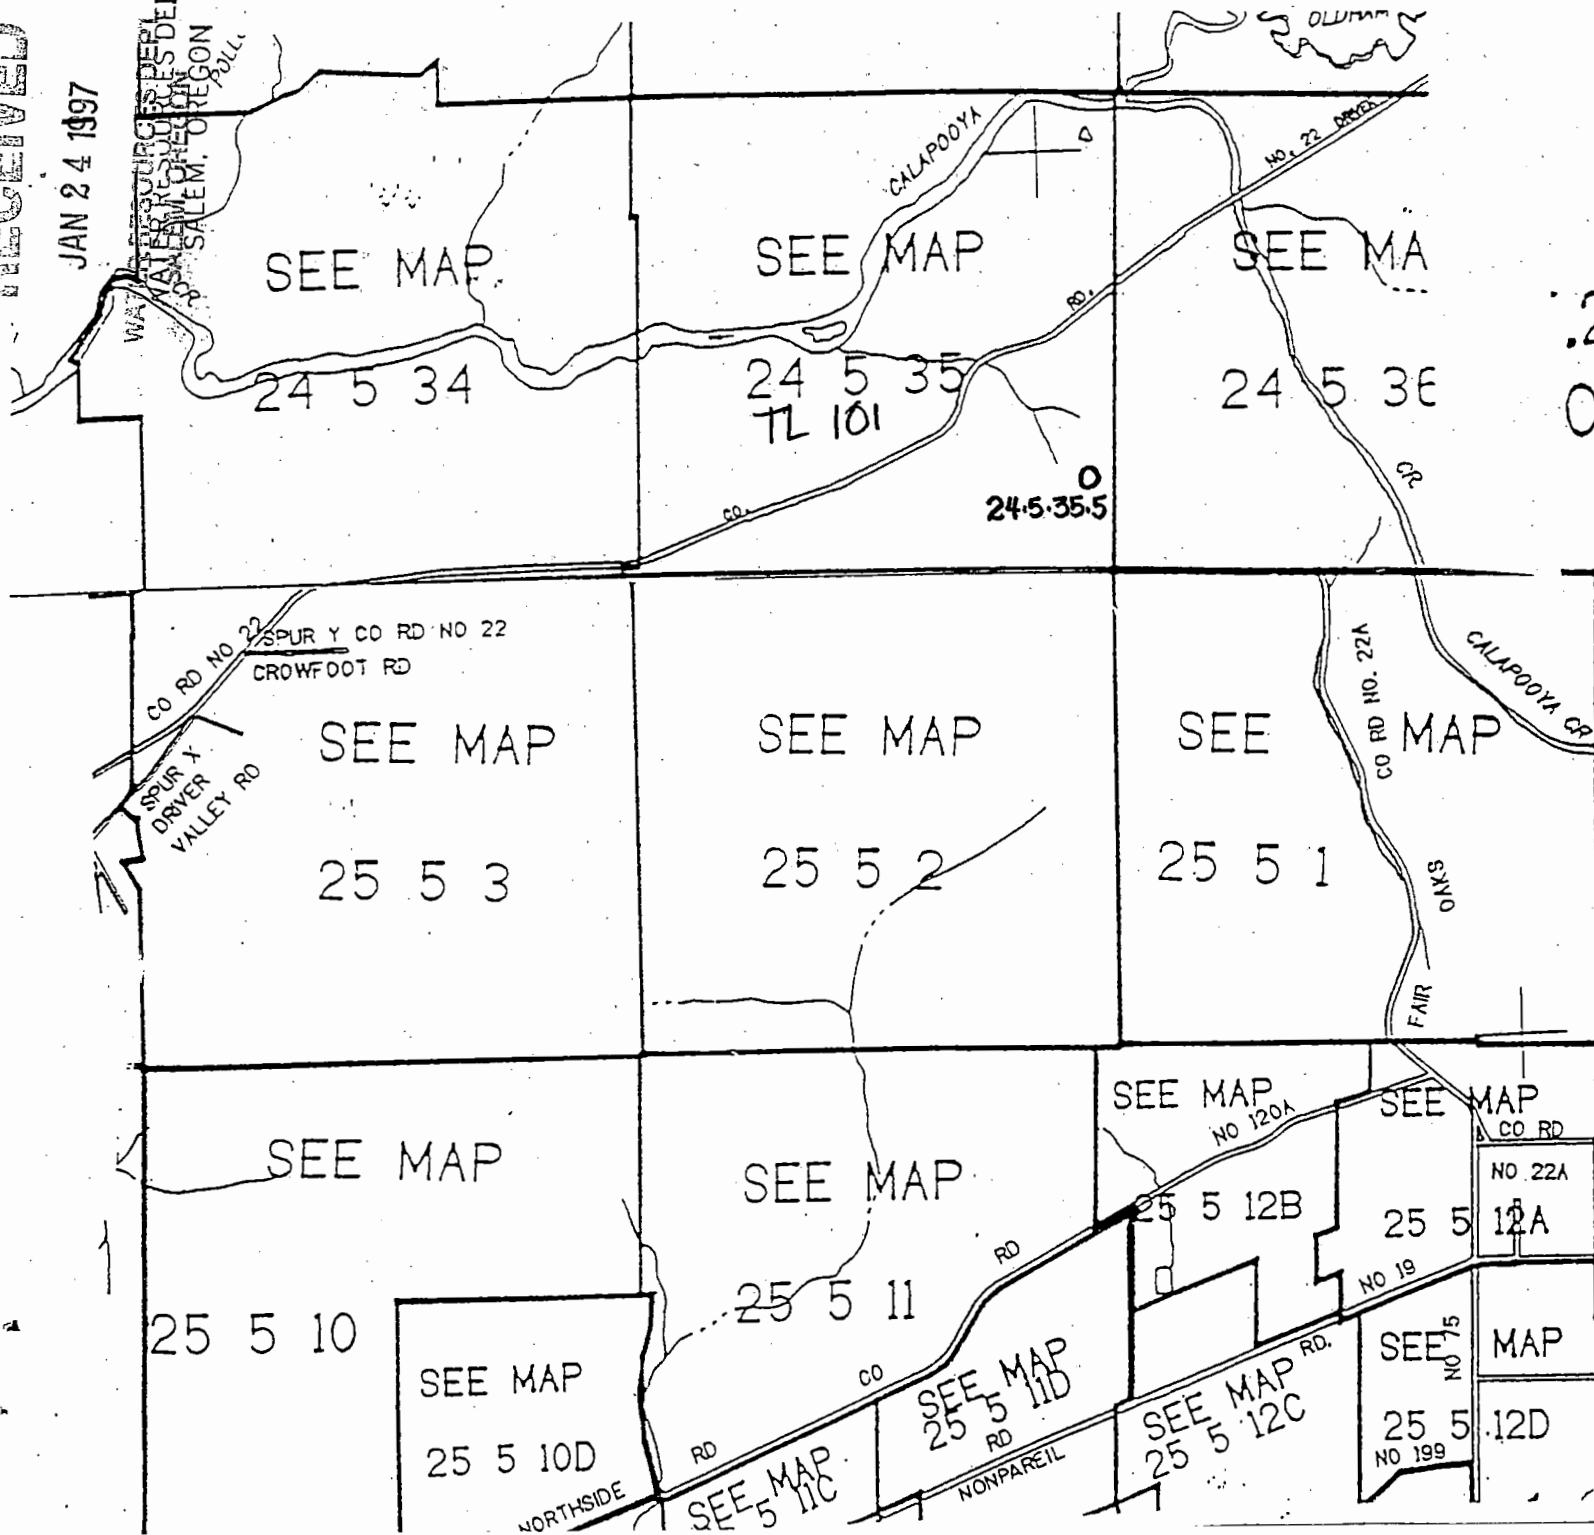 RECEIVED
JAN 24 1997
WATER RESOURCES DEPT
SALEM, OREGON
OLDHAM
CALAPOOYA
NO. 22 DRIVER
CR
SEE MAP
SEE MAP
SEE MA
RD.
24 5 34
24 5 35
TL 101
24 5 36
CR
O
24.5.35.5
CO.
CO RD NO 22
SPUR Y CO RD NO 22
CROWFOOT RD
CO RD NO. 22A
CALAPOOYA CR
SEE MAP
SEE MAP
SEE MAP
SPUR X
DRIVER
VALLEY RD
25 5 3
25 5 2
25 5 1
FAIR OAKS
SEE MAP
SEE MAP
SEE MAP
NO 120A
SEE MAP
CO RD
NO. 22A
25 5 12B
25 5 12A
RD
25 5 10
25 5 11
NO 19
SEE MAP
25 5 10D
CO
RD
SEE MAP
25 5 11D
RD
NONPAREIL
RD.
SEE MAP
25 5 12C
SEE MAP
NO 75
25 5 12D
NO 199
NORTHSIDE
SEE MAP
5 11C